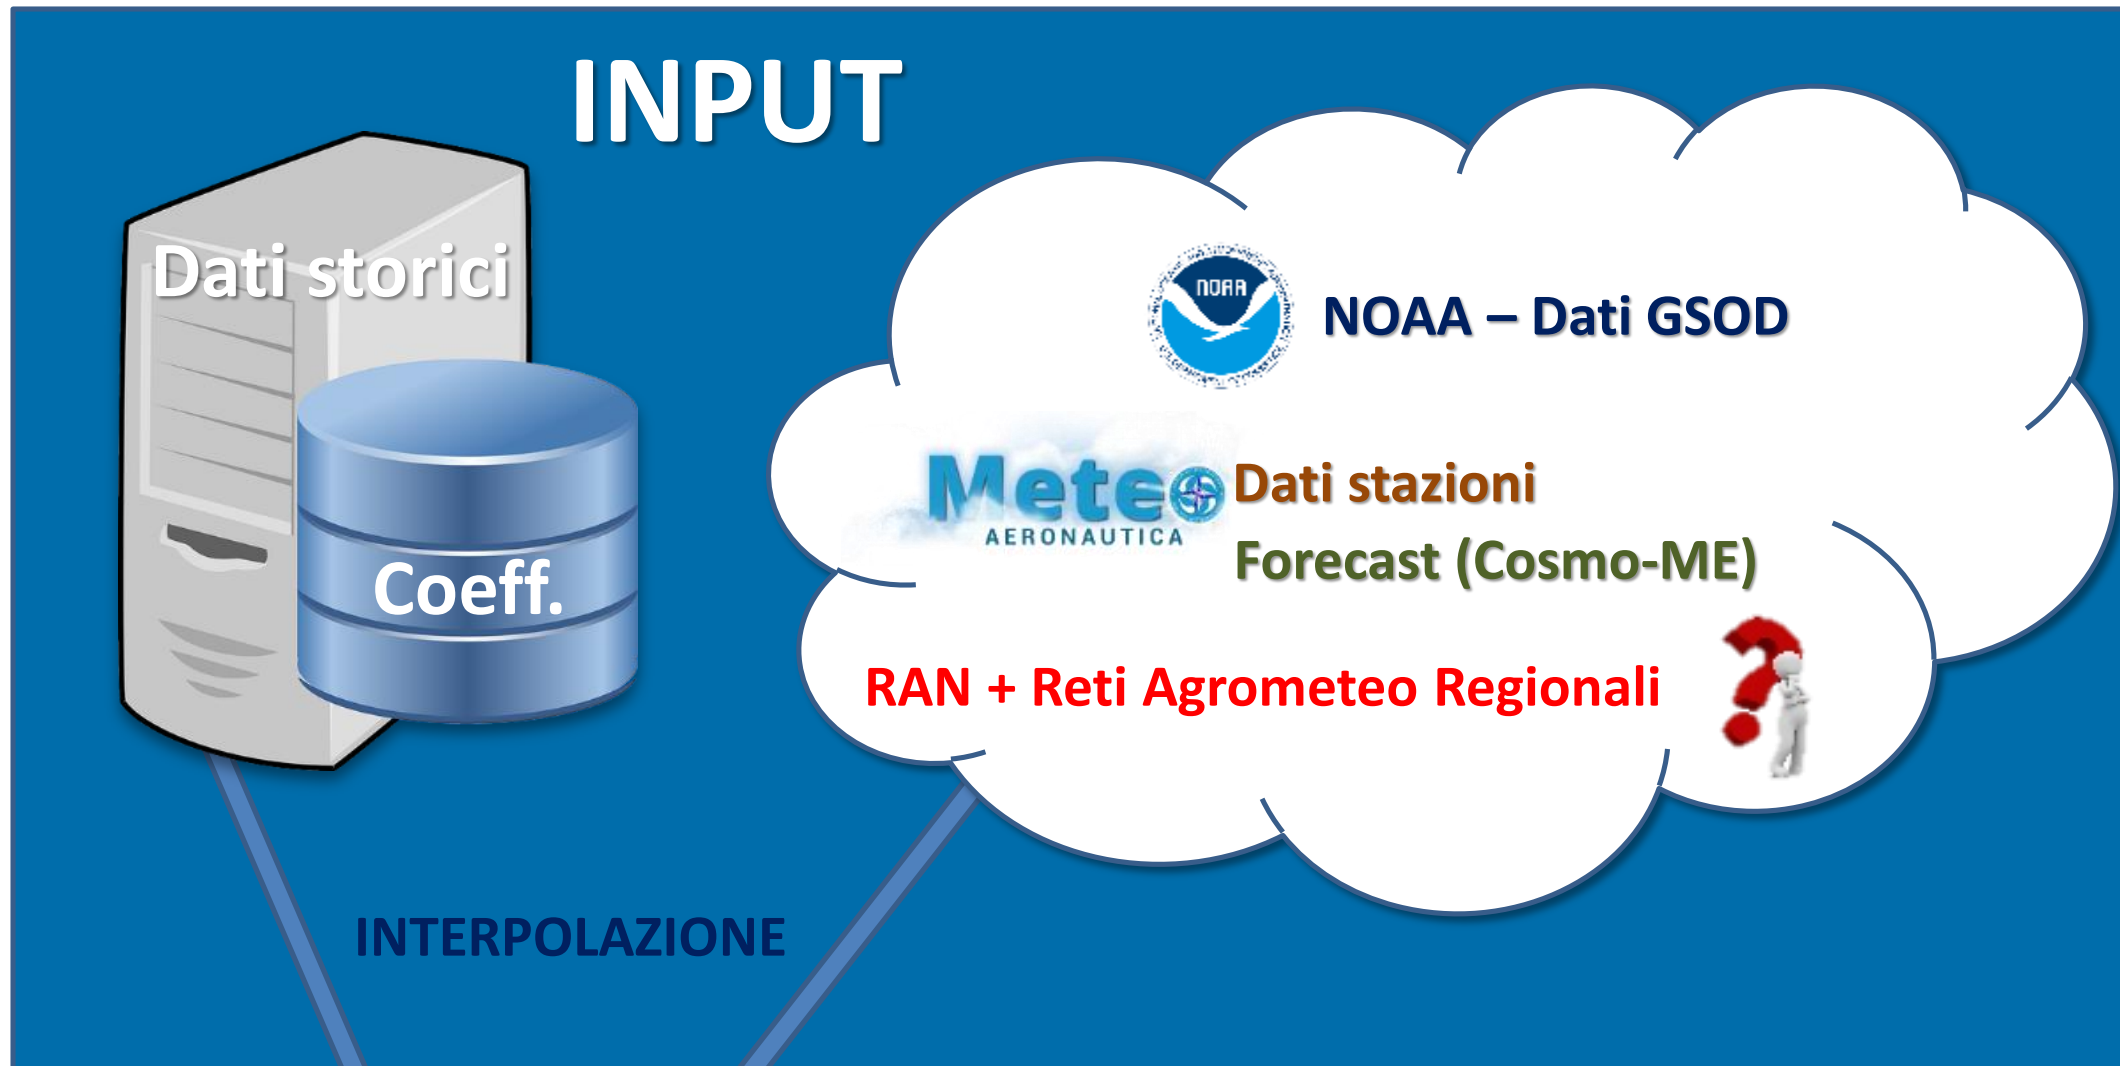 INPUT
Dati storici
Coeff.
NOAA
NOAA – Dati GSOD
Meteo
AERONAUTICA
Dati stazioni
Forecast (Cosmo-ME)
RAN + Reti Agrometeo Regionali
INTERPOLAZIONE